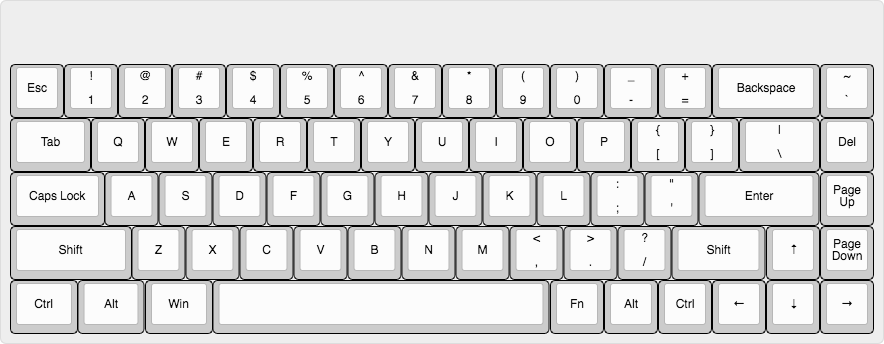 Esc ! @ # $ % ^ & * ( ) _ + Backspace ~
1 2 3 4 5 6 7 8 9 0 - = `
Tab Q W E R T Y U I O P { } | Del
[ ] \
Caps Lock A S D F G H J K L : " Enter Page Up
; '
Shift Z X C V B N M < > ? Shift ↑ Page Down
, . /
Ctrl Alt Win Fn Alt Ctrl ← ↓ →